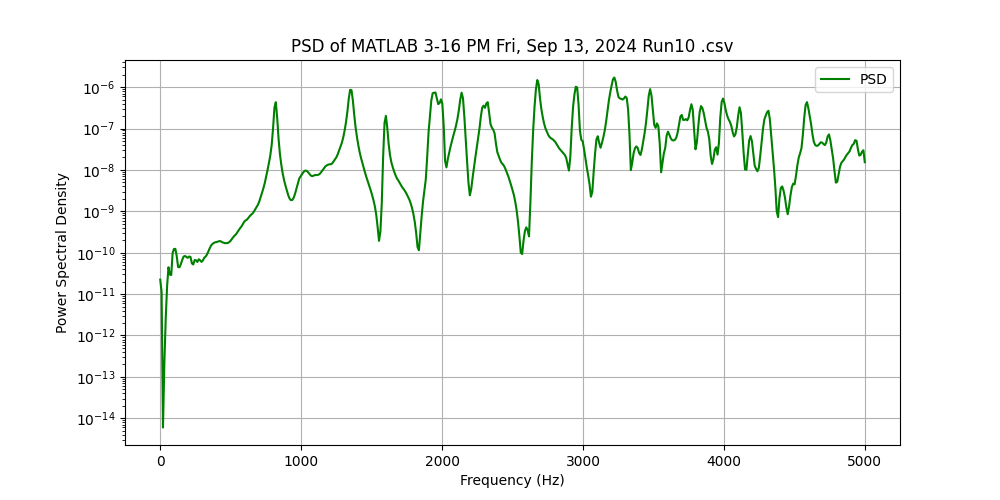 PSD of MATLAB 3-16 PM Fri, Sep 13, 2024 Run10 .csv
PSD
Power Spectral Density
10⁻⁶
10⁻⁷
10⁻⁸
10⁻⁹
10⁻¹⁰
10⁻¹¹
10⁻¹²
10⁻¹³
10⁻¹⁴
0 1000 2000 3000 4000 5000
Frequency (Hz)